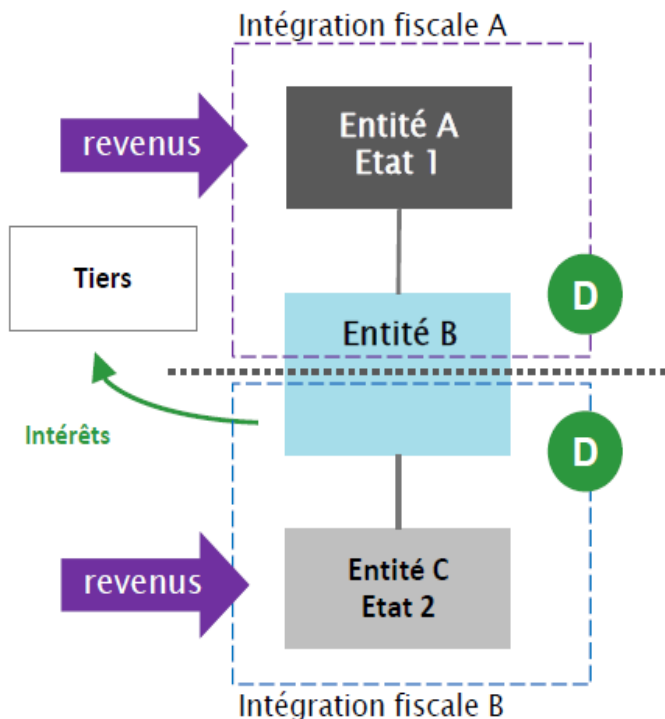 Intégration fiscale A
revenus
Entité A
Etat 1
Tiers
D
Entité B
Intérêts
D
revenus
Entité C
Etat 2
Intégration fiscale B